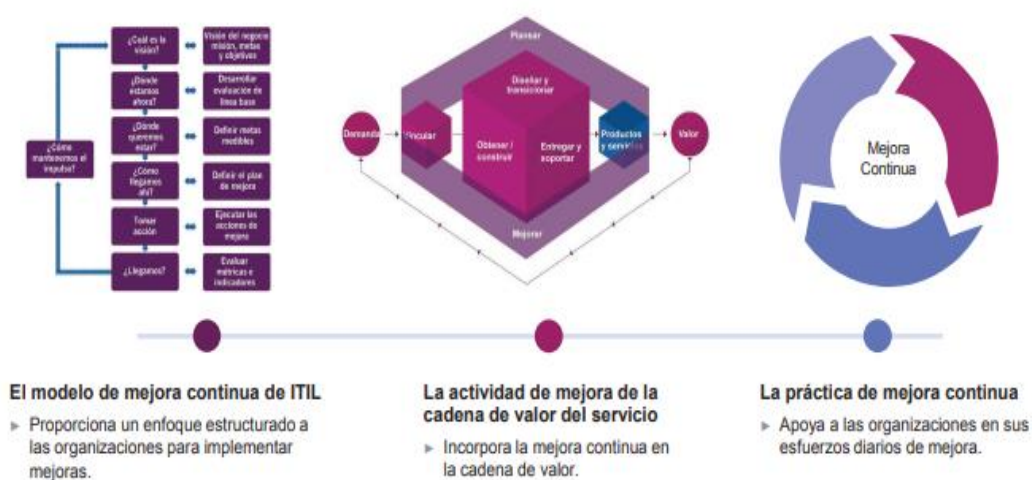 ¿Cuál es la
visión?
Visión del negocio
misión, metas
y objetivos
¿Dónde
estamos
ahora?
Desarrollar
evaluación de
línea base
¿Dónde
queremos
estar?
Definir metas
medibles
¿Cómo
mantenemos el
impulso?
¿Cómo
llegamos
ahí?
Definir el plan
de mejora
Tomar
acción
Ejecutar las
acciones de
mejora
¿Llegamos?
Evaluar
métricas e
indicadores
Planear
Diseñar y
transicionar
Demanda
Vincular
Obtener /
construir
Entregar y
soportar
Productos
y servicios
Valor
Mejorar
Mejora
Continua
El modelo de mejora continua de ITIL
Proporciona un enfoque estructurado a
las organizaciones para implementar
mejoras.
La actividad de mejora de la
cadena de valor del servicio
Incorpora la mejora continua en
la cadena de valor.
La práctica de mejora continua
Apoya a las organizaciones en sus
esfuerzos diarios de mejora.